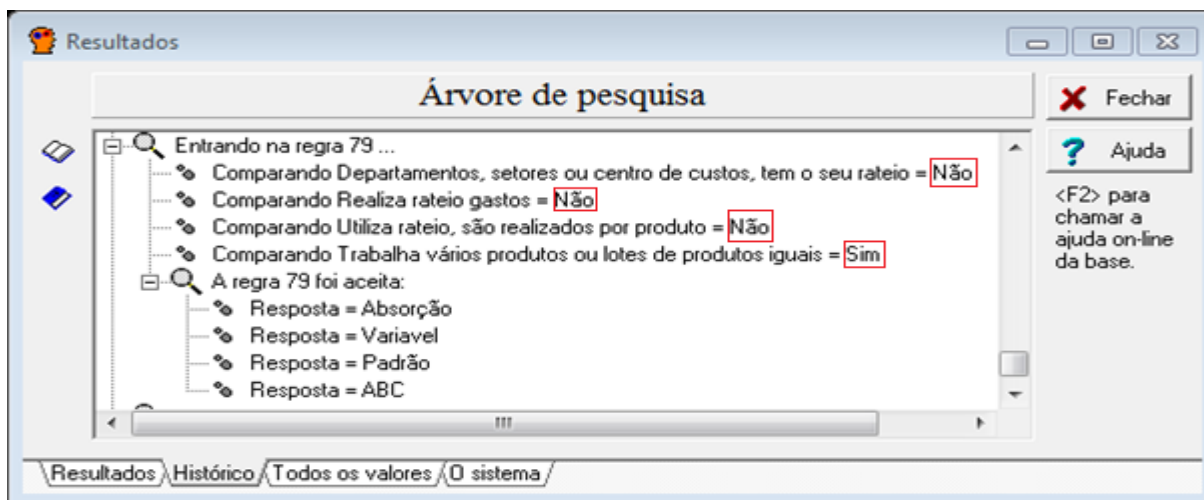 Resultados
Árvore de pesquisa
Fechar
Ajuda
<F2> para
chamar a
ajuda on-line
da base.
Entrando na regra 79 ...
Comparando Departamentos, setores ou centro de custos, tem o seu rateio = Não
Comparando Realiza rateio gastos = Não
Comparando Utiliza rateio, são realizados por produto = Não
Comparando Trabalha vários produtos ou lotes de produtos iguais = Sim
A regra 79 foi aceita:
Resposta = Absorção
Resposta = Variavel
Resposta = Padrão
Resposta = ABC
Resultados Histórico Todos os valores O sistema